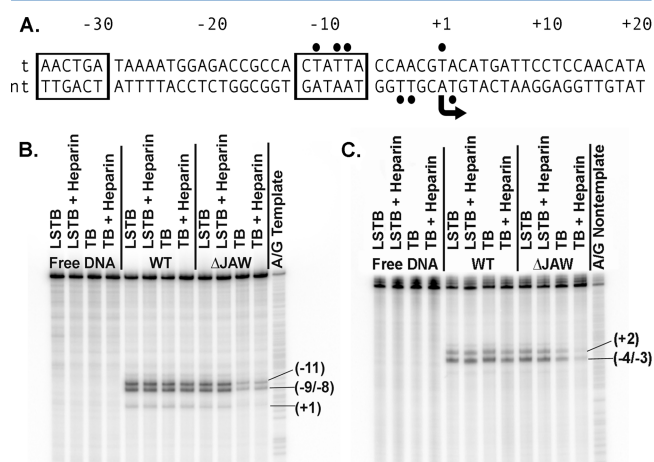 A. -30 -20 -10 +1 +10 +20
t AACTGA TAAAATGGAGACCGCCA CTATTA CCAACGTACATGATTCCTCCAACATA
nt TTGACT ATTTTACCTCTGGCGGT GATAAT GGTTGCATGTACTAAGGAGGTTGTAT
B.
LSTB
LSTB + Heparin
TB
TB + Heparin
LSTB
LSTB + Heparin
TB
TB + Heparin
LSTB
LSTB + Heparin
TB
TB + Heparin
A/G Template
Free DNA WT ΔJAW
(-11)
(-9/-8)
(+1)
C.
LSTB
LSTB + Heparin
TB
TB + Heparin
LSTB
LSTB + Heparin
TB
TB + Heparin
LSTB
LSTB + Heparin
TB
TB + Heparin
A/G Nontemplate
Free DNA WT ΔJAW
(+2)
(-4/-3)